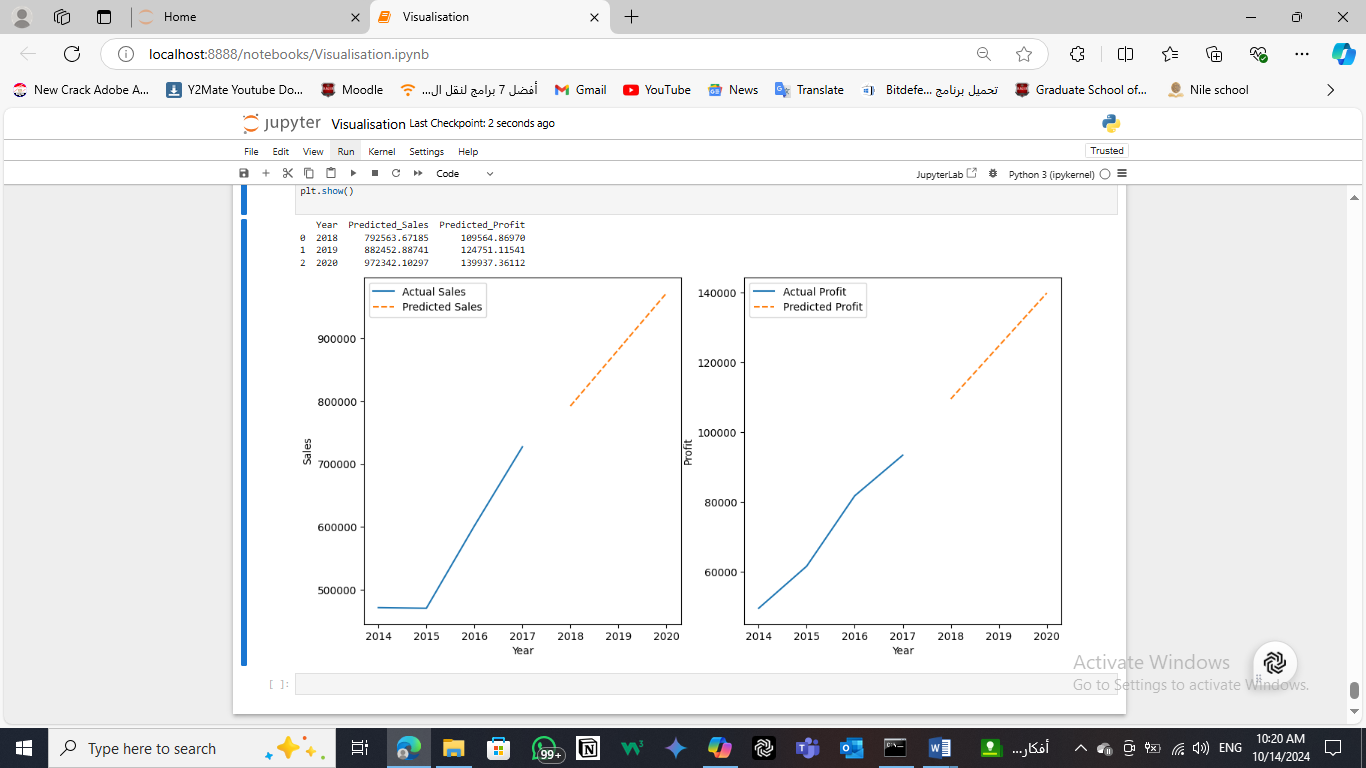 Home
Visualisation
localhost:8888/notebooks/Visualisation.ipynb
New Crack Adobe A...
Y2Mate Youtube Do...
Moodle
أفضل 7 برامج لنقل ال...
Gmail
YouTube
News
Translate
تحميل برنامج Bitdefe...
Graduate School of...
Nile school
jupyter Visualisation Last Checkpoint: 2 seconds ago
File Edit View Run Kernel Settings Help
Trusted
Code
JupyterLab
Python 3 (ipykernel)
plt.show()
Year Predicted_Sales Predicted_Profit
0 2018 792563.67185 109564.86970
1 2019 882452.88741 124751.11541
2 2020 972342.10297 139937.36112
Actual Sales
Predicted Sales
900000
800000
700000
600000
500000
Sales
2014 2015 2016 2017 2018 2019 2020
Year
Actual Profit
Predicted Profit
140000
120000
100000
80000
60000
Profit
2014 2015 2016 2017 2018 2019 2020
Year
[ ]:
Activate Windows
Go to Settings to activate Windows.
Type here to search
99+
W3
أفكار...
ENG
10:20 AM
10/14/2024